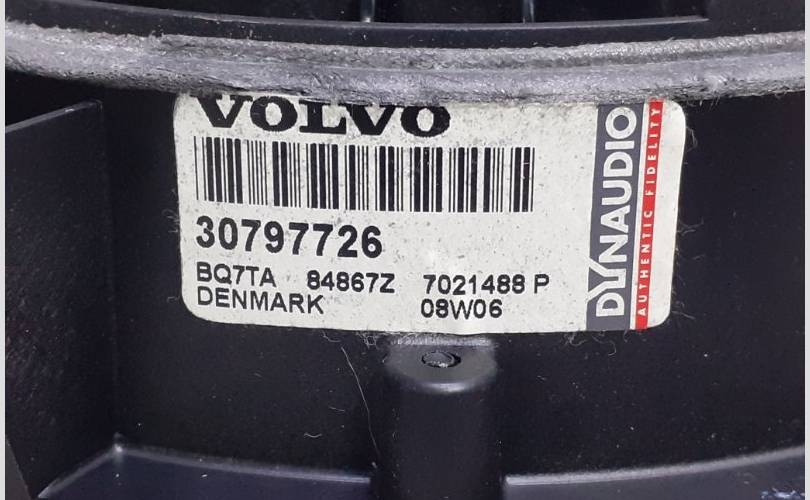 VOLVO
30797726
BQ7TA 84867Z 7021488 P
DENMARK 08W06
DYNAUDIO
AUTHENTIC FIDELITY